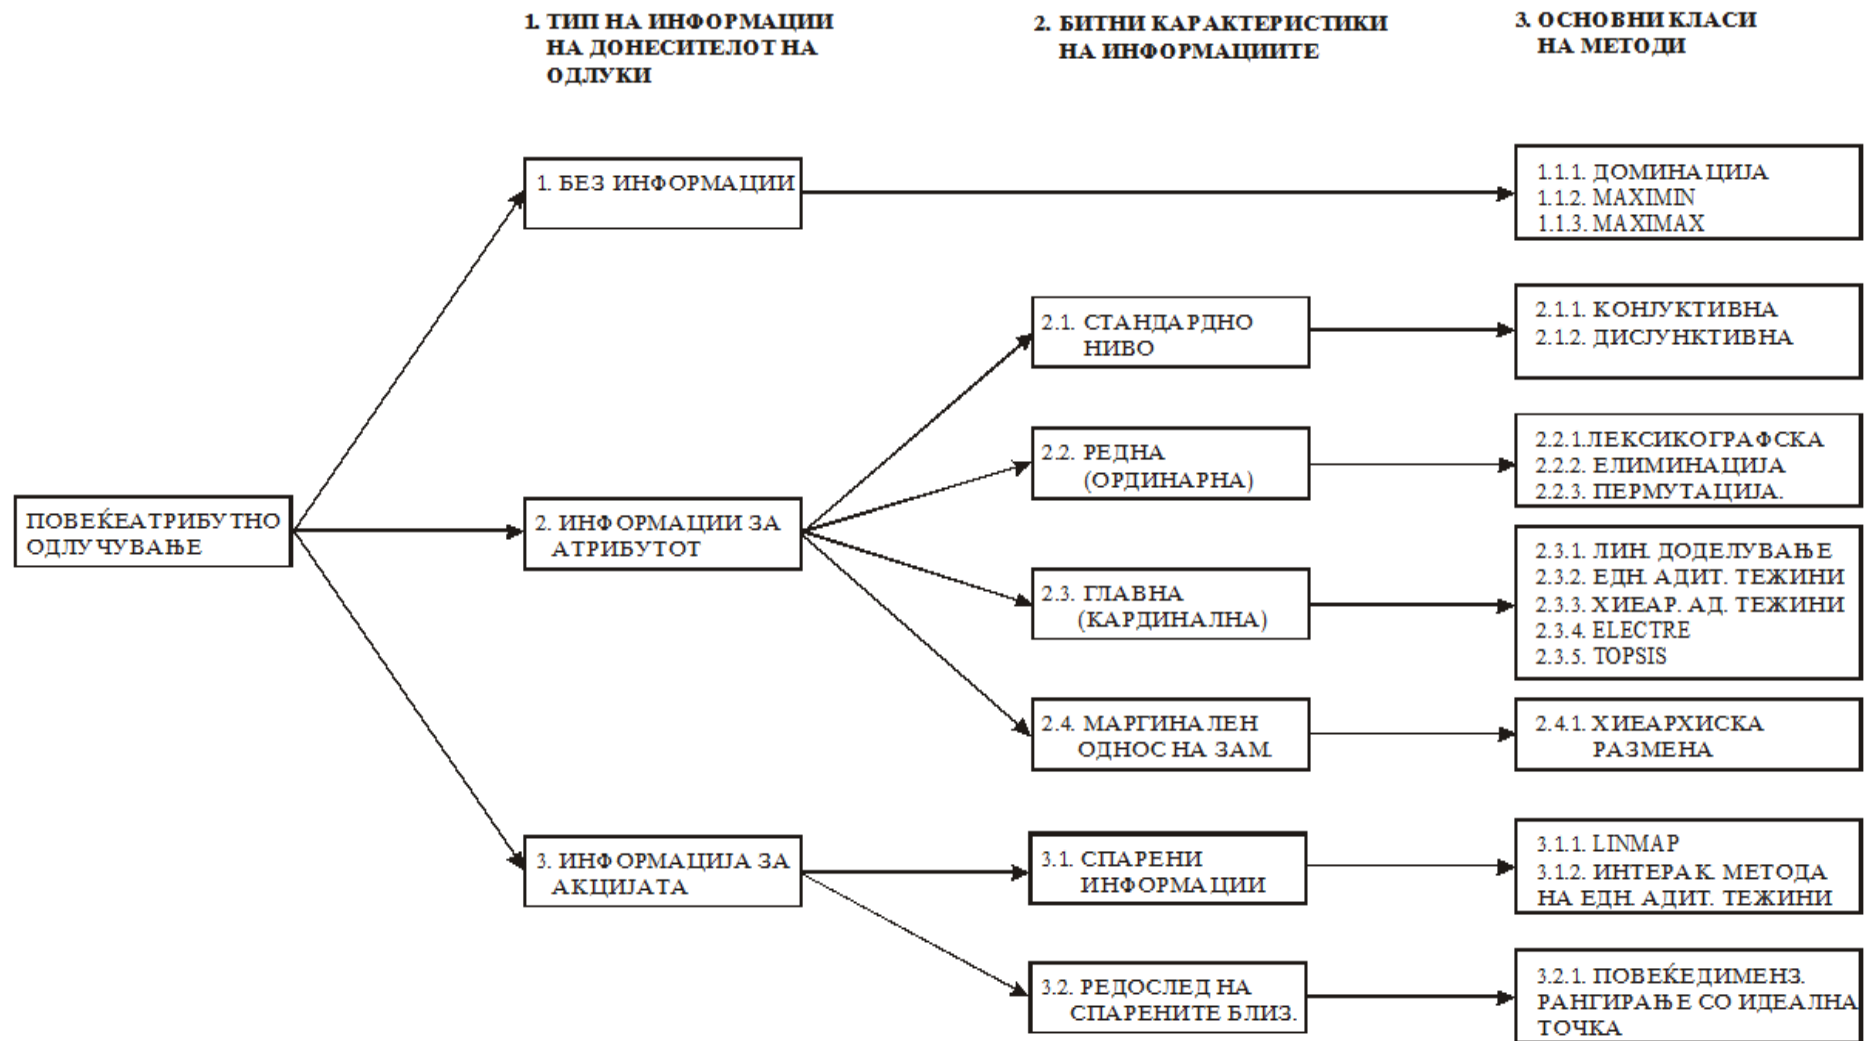 1. ТИП НА ИНФОРМАЦИИ
НА ДОНЕСИТЕЛОТ НА
ОДЛУКИ
2. БИТНИ КАРАКТЕРИСТИКИ
НА ИНФОРМАЦИИТЕ
3. ОСНОВНИ КЛАСИ
НА МЕТОДИ
ПОВЕЌЕАТРИБУТНО
ОДЛУЧУВАЊЕ
1. БЕЗ ИНФОРМАЦИИ
1.1.1. ДОМИНАЦИЈА
1.1.2. MAXIMIN
1.1.3. MAXIMAX
2. ИНФОРМАЦИИ ЗА
АТРИБУТОТ
2.1. СТАНДАРДНО
НИВО
2.1.1. КОНЈУКТИВНА
2.1.2. ДИСЈУНКТИВНА
2.2. РЕДНА
(ОРДИНАРНА)
2.2.1.ЛЕКСИКОГРАФСКА
2.2.2. ЕЛИМИНАЦИЈА
2.2.3. ПЕРМУТАЦИЈА.
2.3. ГЛАВНА
(КАРДИНАЛНА)
2.3.1. ЛИН. ДОДЕЛУВАЊЕ
2.3.2. ЕДН. АДИТ. ТЕЖИНИ
2.3.3. ХИЕАР. АД. ТЕЖИНИ
2.3.4. ELECTRE
2.3.5. TOPSIS
2.4. МАРГИНАЛЕН
ОДНОС НА ЗАМ.
2.4.1. ХИЕАРХИСКА
РАЗМЕНА
3. ИНФОРМАЦИЈА ЗА
АКЦИЈАТА
3.1. СПАРЕНИ
ИНФОРМАЦИИ
3.1.1. LINMAP
3.1.2. ИНТЕРАК. МЕТОДА
НА ЕДН. АДИТ. ТЕЖИНИ
3.2. РЕДОСЛЕД НА
СПАРЕНИТЕ БЛИЗ.
3.2.1. ПОВЕЌЕДИМЕНЗ.
РАНГИРАЊЕ СО ИДЕАЛНА
ТОЧКА